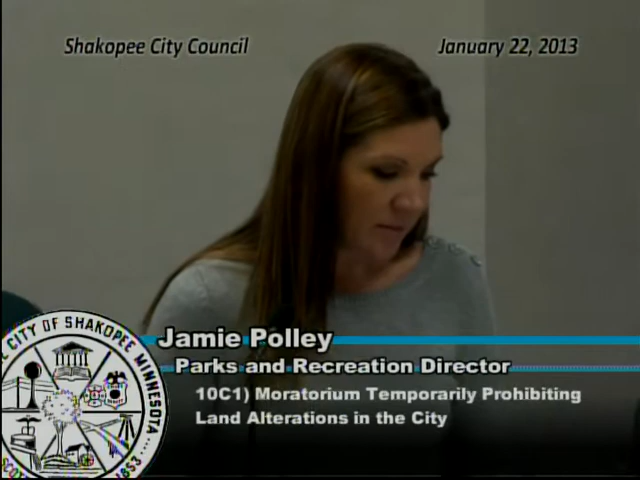 Shakopee City Council
January 22, 2013
Jamie Polley
Parks and Recreation Director
10C1) Moratorium Temporarily Prohibiting
Land Alterations in the City
CITY OF SHAKOPEE MINNESOTA
1853